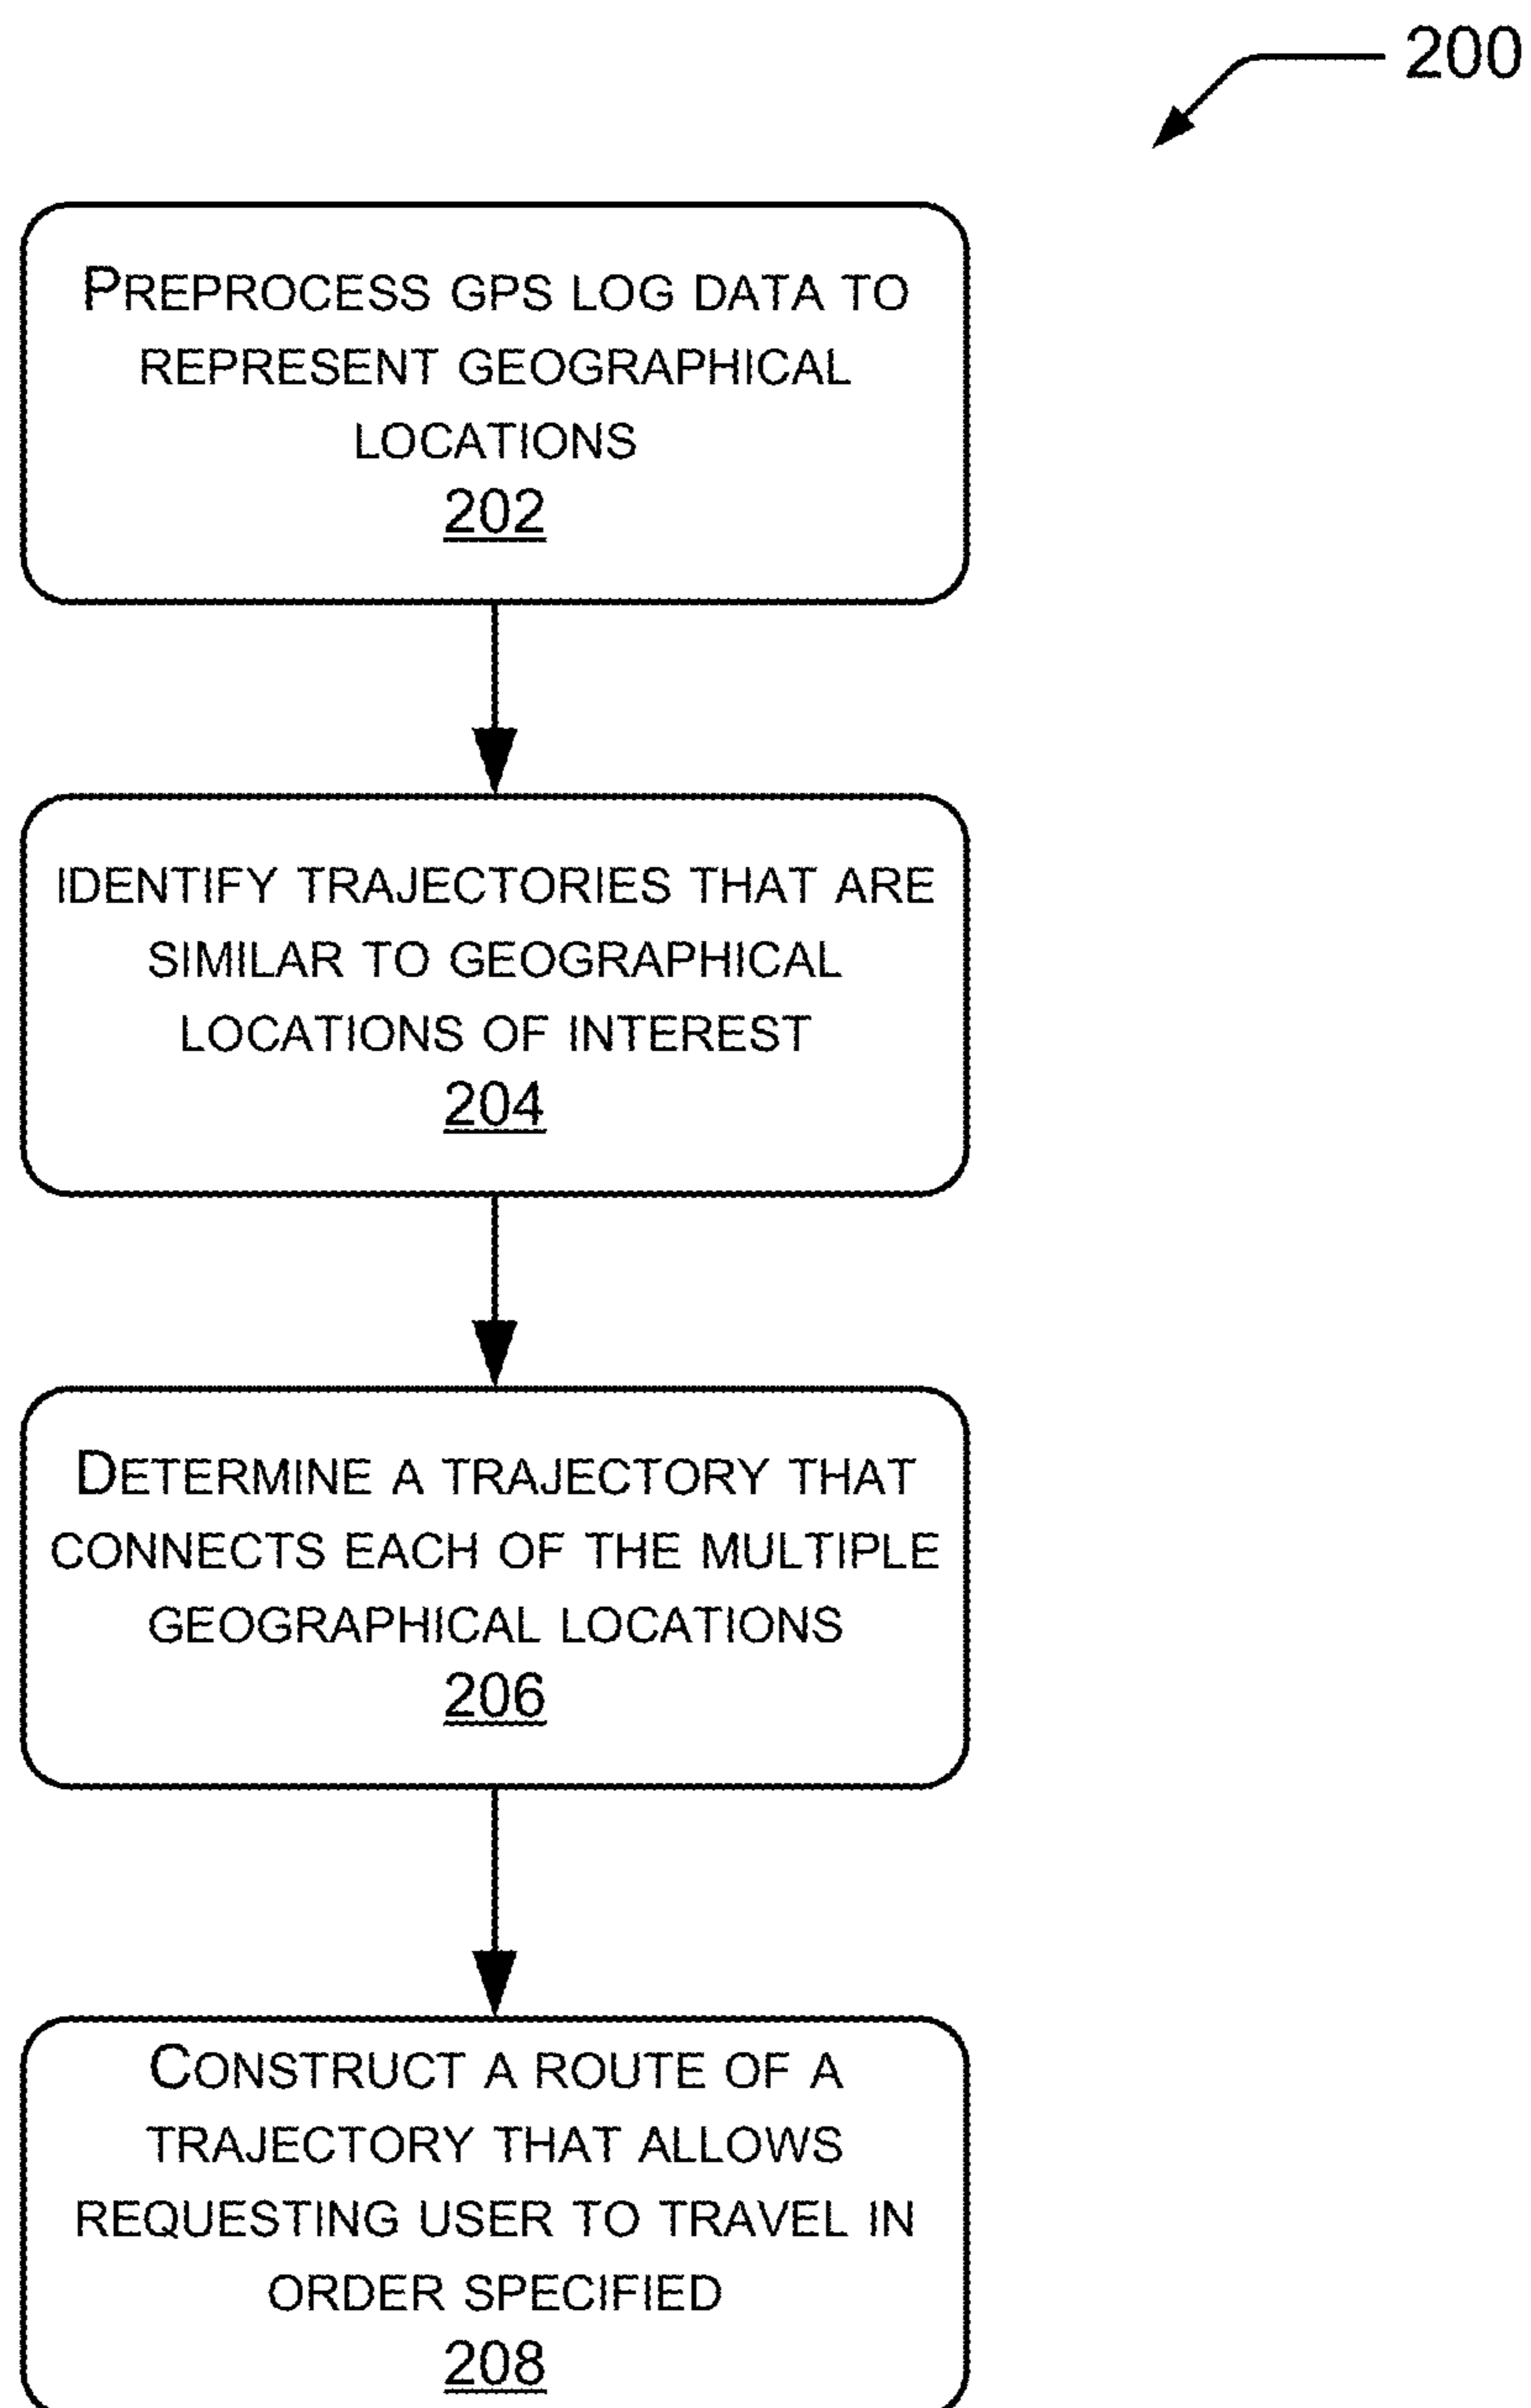 200
PREPROCESS GPS LOG DATA TO
REPRESENT GEOGRAPHICAL
LOCATIONS
202
IDENTIFY TRAJECTORIES THAT ARE
SIMILAR TO GEOGRAPHICAL
LOCATIONS OF INTEREST
204
DETERMINE A TRAJECTORY THAT
CONNECTS EACH OF THE MULTIPLE
GEOGRAPHICAL LOCATIONS
206
CONSTRUCT A ROUTE OF A
TRAJECTORY THAT ALLOWS
REQUESTING USER TO TRAVEL IN
ORDER SPECIFIED
208